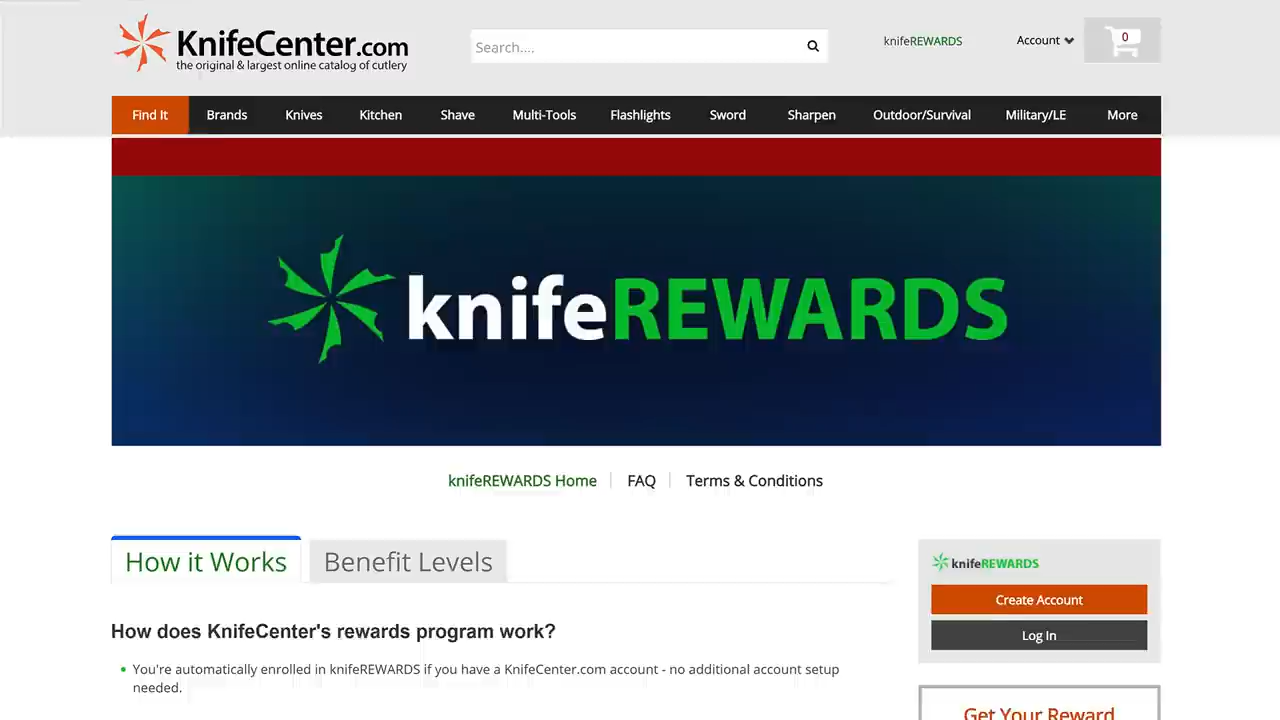 KnifeCenter.com
the original & largest online catalog of cutlery
Search....
knifeREWARDS
Account
0
Find It Brands Knives Kitchen Shave Multi-Tools Flashlights Sword Sharpen Outdoor/Survival Military/LE More
knifeREWARDS
knifeREWARDS Home FAQ Terms & Conditions
How it Works Benefit Levels
How does KnifeCenter's rewards program work?
You're automatically enrolled in knifeREWARDS if you have a KnifeCenter.com account - no additional account setup
needed.
knifeREWARDS
Create Account
Log In
Get Your Reward